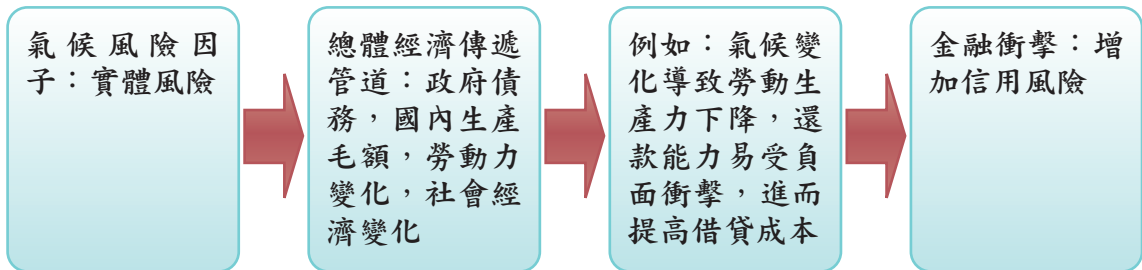 氣候風險因
子：實體風險
總體經濟傳遞
管道：政府債
務，國內生產
毛額，勞動力
變化，社會經
濟變化
例如：氣候變
化導致勞動生
產力下降，還
款能力易受負
面衝擊，進而
提高借貸成本
金融衝擊：增
加信用風險